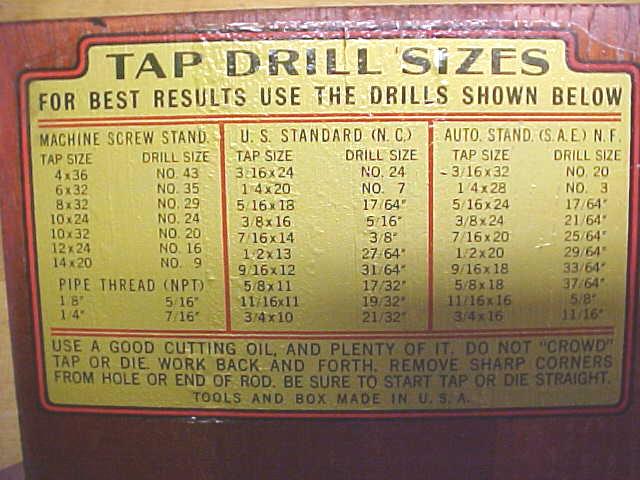 TAP DRILL SIZES
FOR BEST RESULTS USE THE DRILLS SHOWN BELOW
MACHINE SCREW STAND.
TAP SIZE DRILL SIZE
4x36 NO. 43
6x32 NO. 35
8x32 NO. 29
10x24 NO. 24
10x32 NO. 20
12x24 NO. 16
14x20 NO. 9
PIPE THREAD (NPT)
1/8" 5/16"
1/4" 7/16"
U. S. STANDARD (N.C.)
TAP SIZE DRILL SIZE
3/16x24 NO. 24
1/4x20 NO. 7
5/16x18 17/64"
3/8x16 5/16"
7/16x14 3/8"
1/2x13 27/64"
9/16x12 31/64"
5/8x11 17/32"
11/16x11 19/32"
3/4x10 21/32"
AUTO. STAND. (S.A.E) N.F.
TAP SIZE DRILL SIZE
3/16x32 NO. 20
1/4x28 NO. 3
5/16x24 17/64"
3/8x24 21/64"
7/16x20 25/64"
1/2x20 29/64"
9/16x18 33/64"
5/8x18 37/64"
11/16x16 5/8"
3/4x16 11/16"
USE A GOOD CUTTING OIL, AND PLENTY OF IT. DO NOT "CROWD"
TAP OR DIE. WORK BACK AND FORTH. REMOVE SHARP CORNERS
FROM HOLE OR END OF ROD. BE SURE TO START TAP OR DIE STRAIGHT.
TOOLS AND BOX MADE IN U.S.A.